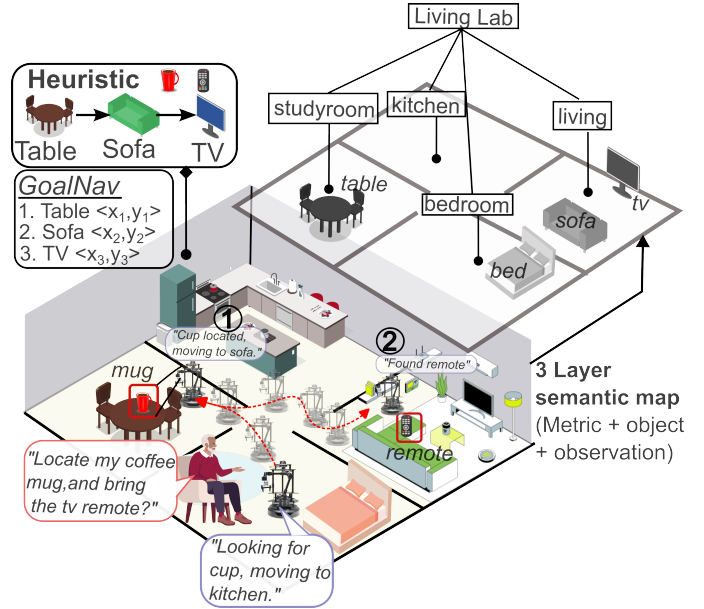 Living Lab
Heuristic
Table
Sofa
TV
studyroom
kitchen
living
GoalNav
1. Table <x₁,y₁>
2. Sofa <x₂,y₂>
3. TV <x₃,y₃>
table
bedroom
tv
sofa
bed
1
"Cup located,
moving to sofa."
2
"Found remote"
mug
3 Layer
semantic map
(Metric + object
+ observation)
remote
"Locate my coffee
mug,and bring
the tv remote?"
"Looking for
cup, moving to
kitchen."